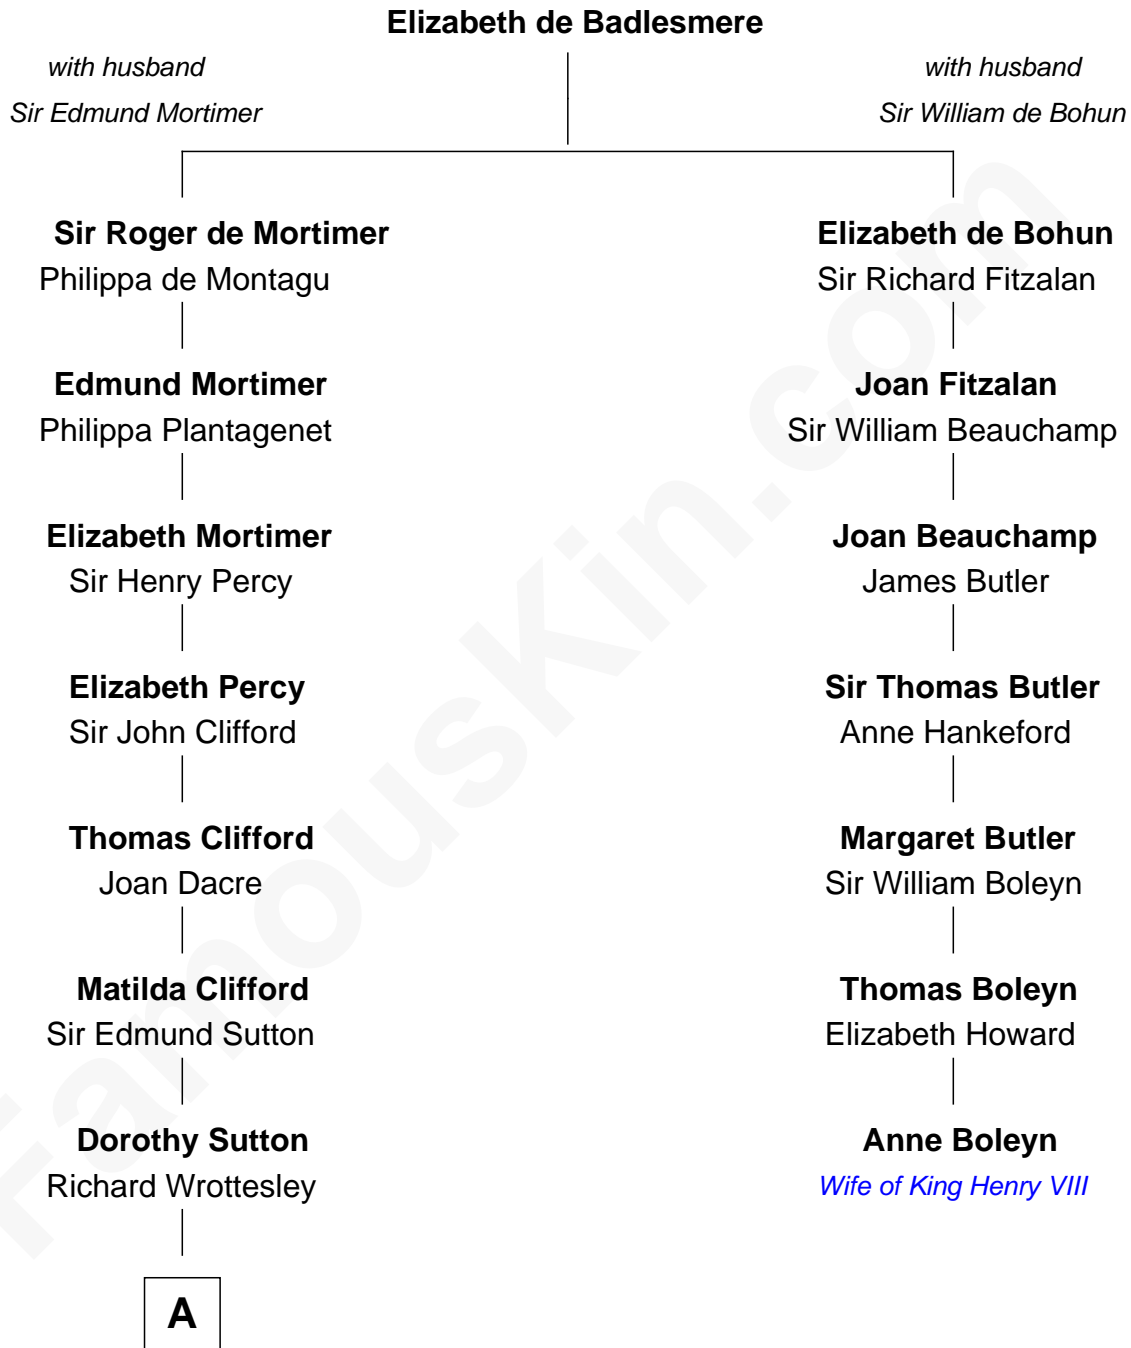 Elizabeth de Badlesmere
with husband
Sir Edmund Mortimer
with husband
Sir William de Bohun
Sir Roger de Mortimer
Philippa de Montagu
Elizabeth de Bohun
Sir Richard Fitzalan
Edmund Mortimer
Philippa Plantagenet
Joan Fitzalan
Sir William Beauchamp
Elizabeth Mortimer
Sir Henry Percy
Joan Beauchamp
James Butler
Elizabeth Percy
Sir John Clifford
Sir Thomas Butler
Anne Hankeford
Thomas Clifford
Joan Dacre
Margaret Butler
Sir William Boleyn
Matilda Clifford
Sir Edmund Sutton
Thomas Boleyn
Elizabeth Howard
Dorothy Sutton
Richard Wrottesley
Anne Boleyn
Wife of King Henry VIII
A
FamousKin.com